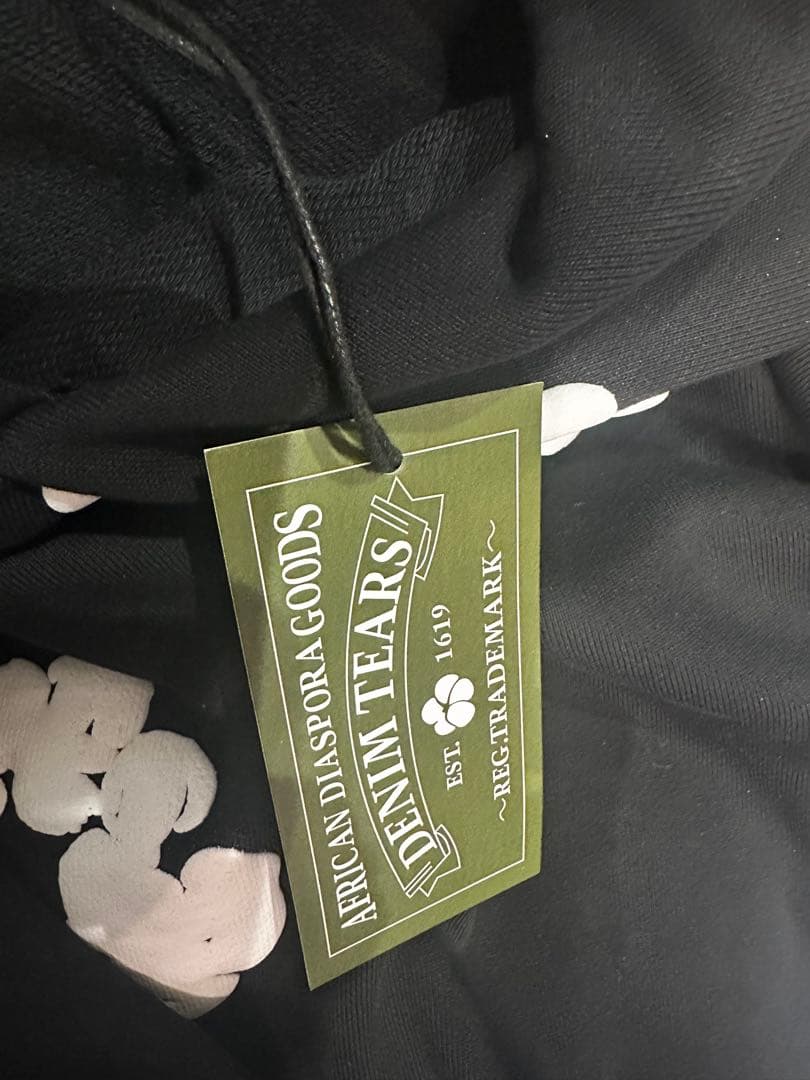 AFRICAN DIASPORA GOODS
DENIM TEARS
EST. 1619
~REG.TRADEMARK~